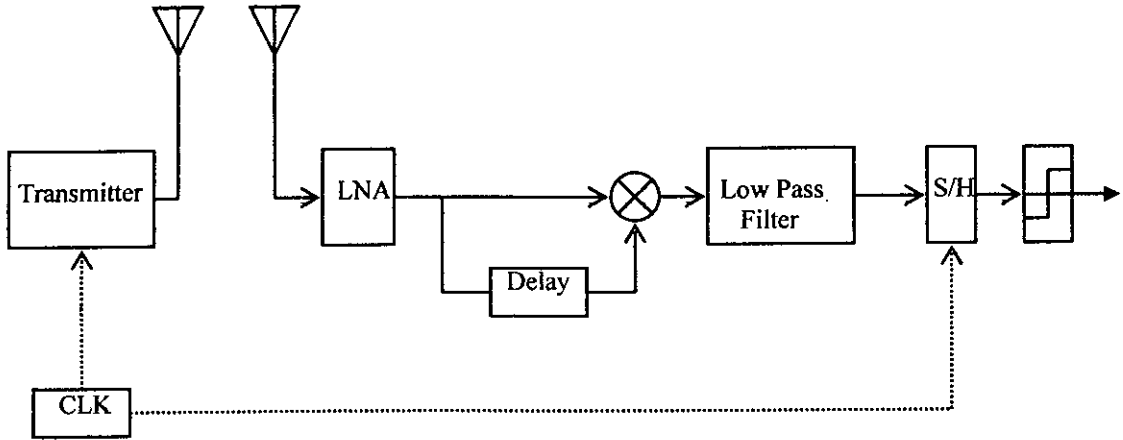 Transmitter
LNA
Low Pass
Filter
S/H
Delay
CLK